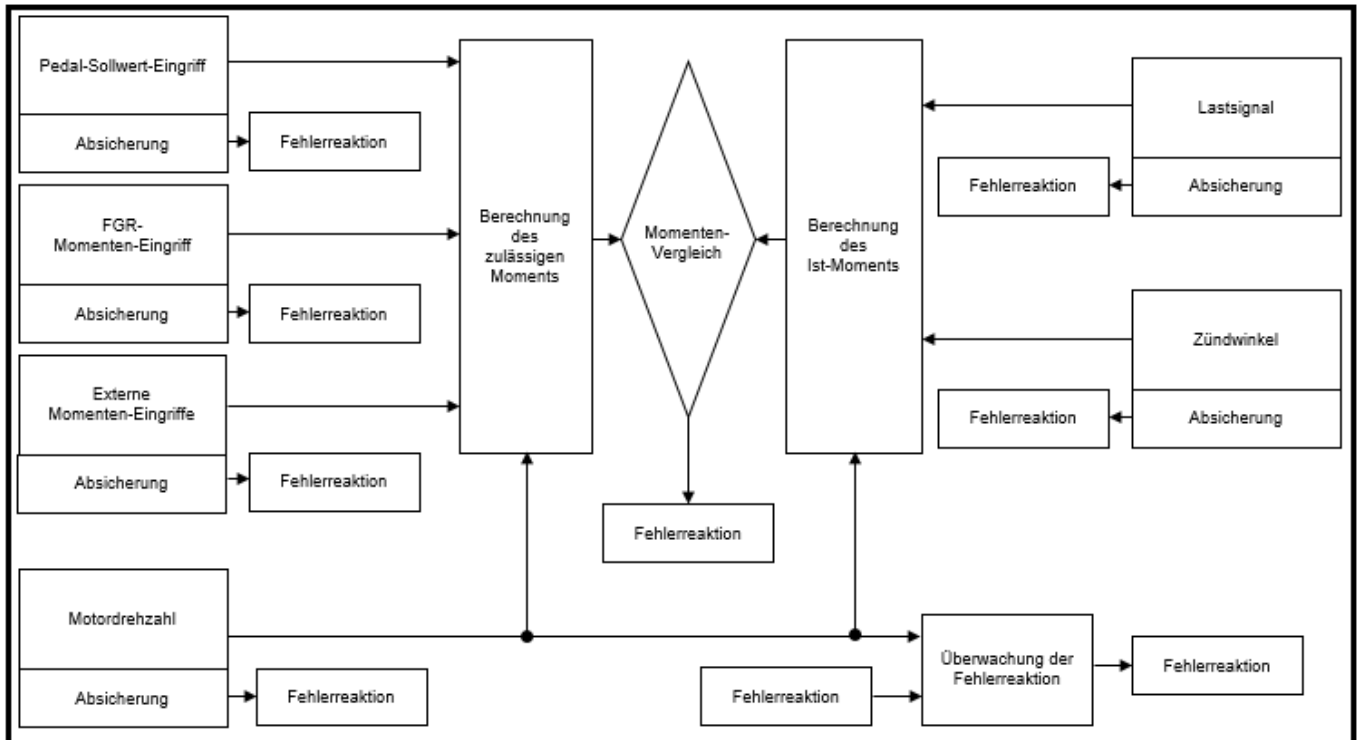 Pedal-Sollwert-Eingriff
Absicherung
Fehlerreaktion
FGR-
Momenten-Eingriff
Absicherung
Fehlerreaktion
Externe
Momenten-Eingriffe
Absicherung
Fehlerreaktion
Motordrehzahl
Absicherung
Fehlerreaktion
Berechnung
des
zulässigen
Moments
Momenten-
Vergleich
Fehlerreaktion
Berechnung
des
Ist-Moments
Lastsignal
Absicherung
Fehlerreaktion
Zündwinkel
Absicherung
Fehlerreaktion
Fehlerreaktion
Überwachung der
Fehlerreaktion
Fehlerreaktion